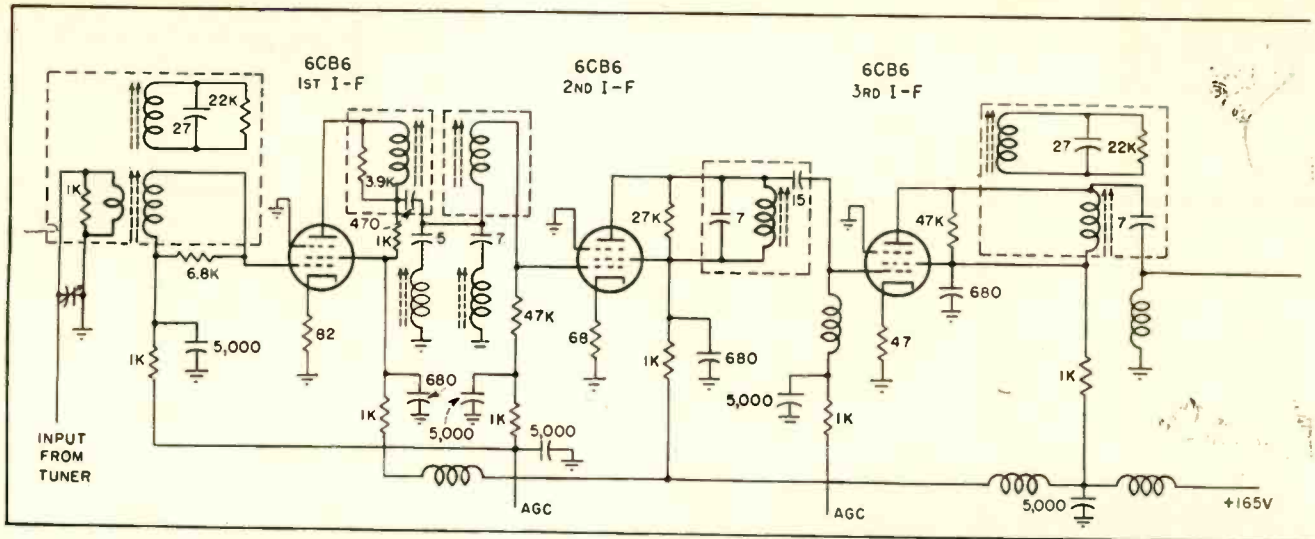 6CB6
1ST I-F
6CB6
2ND I-F
6CB6
3RD I-F
22K
27
1K
6.8K
5,000
1K
INPUT
FROM
TUNER
82
3.9K
470
1K
5
7
680
1K
5,000
47K
1K
5,000
AGC
68
27K
7
15
680
1K
5,000
1K
AGC
47
47K
680
27
22K
7
1K
5,000
+165V